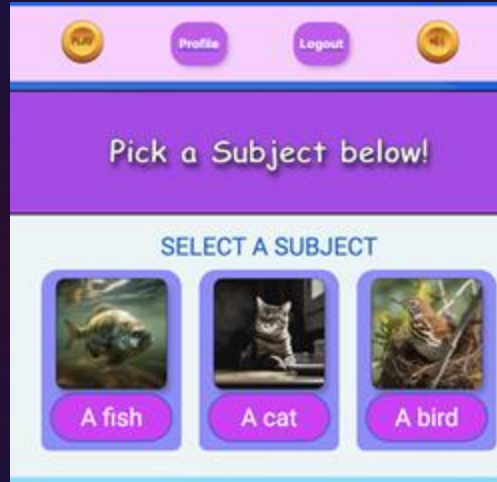 PLAY
Profile
Logout
Pick a Subject below!
SELECT A SUBJECT
A fish
A cat
A bird